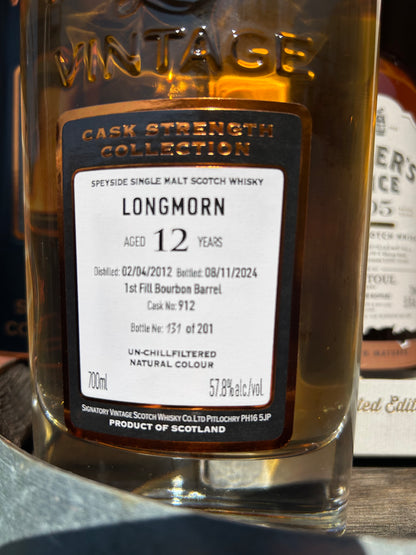 VINTAGE
CASK STRENGTH
COLLECTION
SPEYSIDE SINGLE MALT SCOTCH WHISKY
LONGMORN
AGED 12 YEARS
Distilled: 02/04/2012 Bottled: 08/11/2024
1st Fill Bourbon Barrel
Cask No: 912
Bottle No: 131 of 201
UN-CHILLFILTERED
NATURAL COLOUR
700ml 57.8%alc/vol.
SIGNATORY VINTAGE SCOTCH WHISKY CO. LTD PITLOCHRY PH16 5JP
PRODUCT OF SCOTLAND